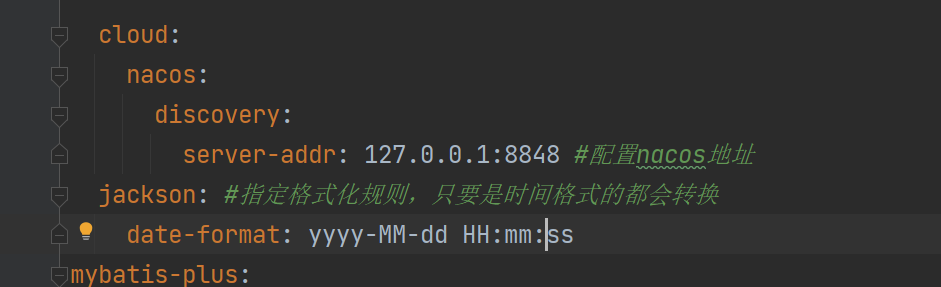 cloud:
nacos:
discovery:
server-addr: 127.0.0.1:8848 #配置nacos地址
jackson: #指定格式化规则，只要是时间格式的都会转换
date-format: yyyy-MM-dd HH:mm:ss
mybatis-plus: